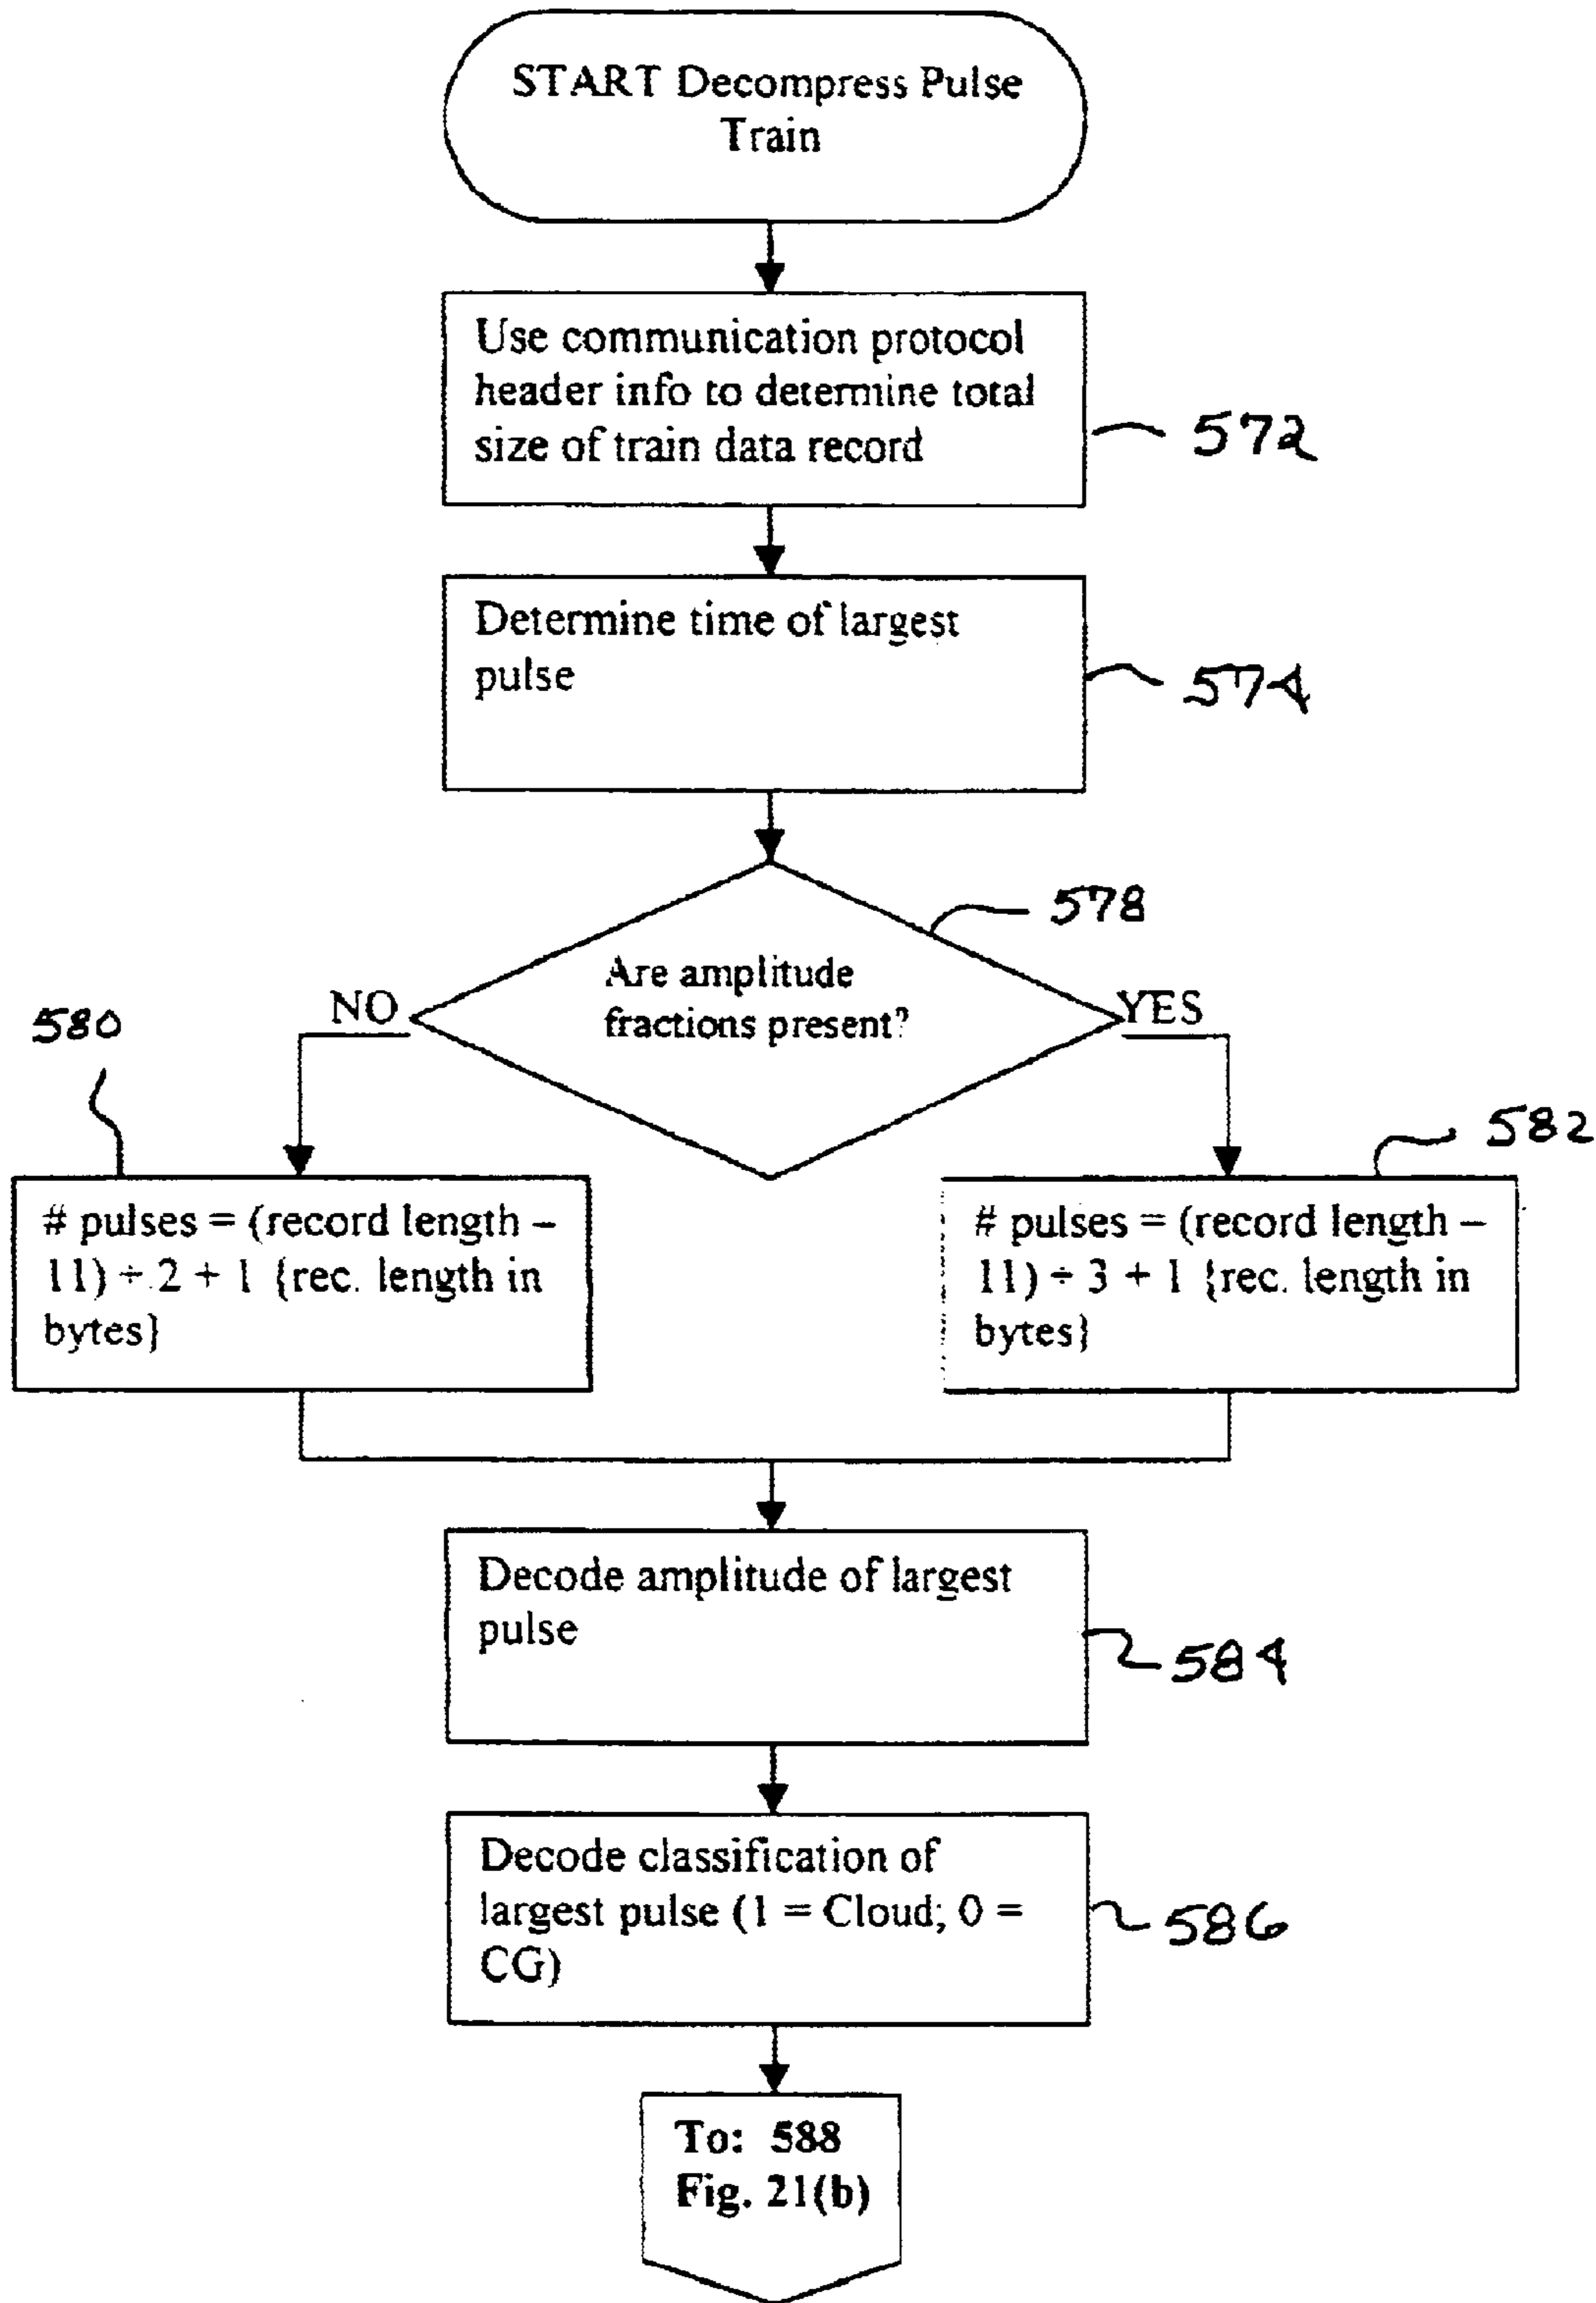 START Decompress Pulse
Train
Use communication protocol
header info to determine total
size of train data record
572
Determine time of largest
pulse
574
578
Are amplitude
fractions present?
NO
YES
580
582
# pulses = (record length –
11) ÷ 2 + 1 {rec. length in
bytes}
# pulses = (record length –
11) ÷ 3 + 1 {rec. length in
bytes}
Decode amplitude of largest
pulse
584
Decode classification of
largest pulse (1 = Cloud; 0 =
CG)
586
To: 588
Fig. 21(b)